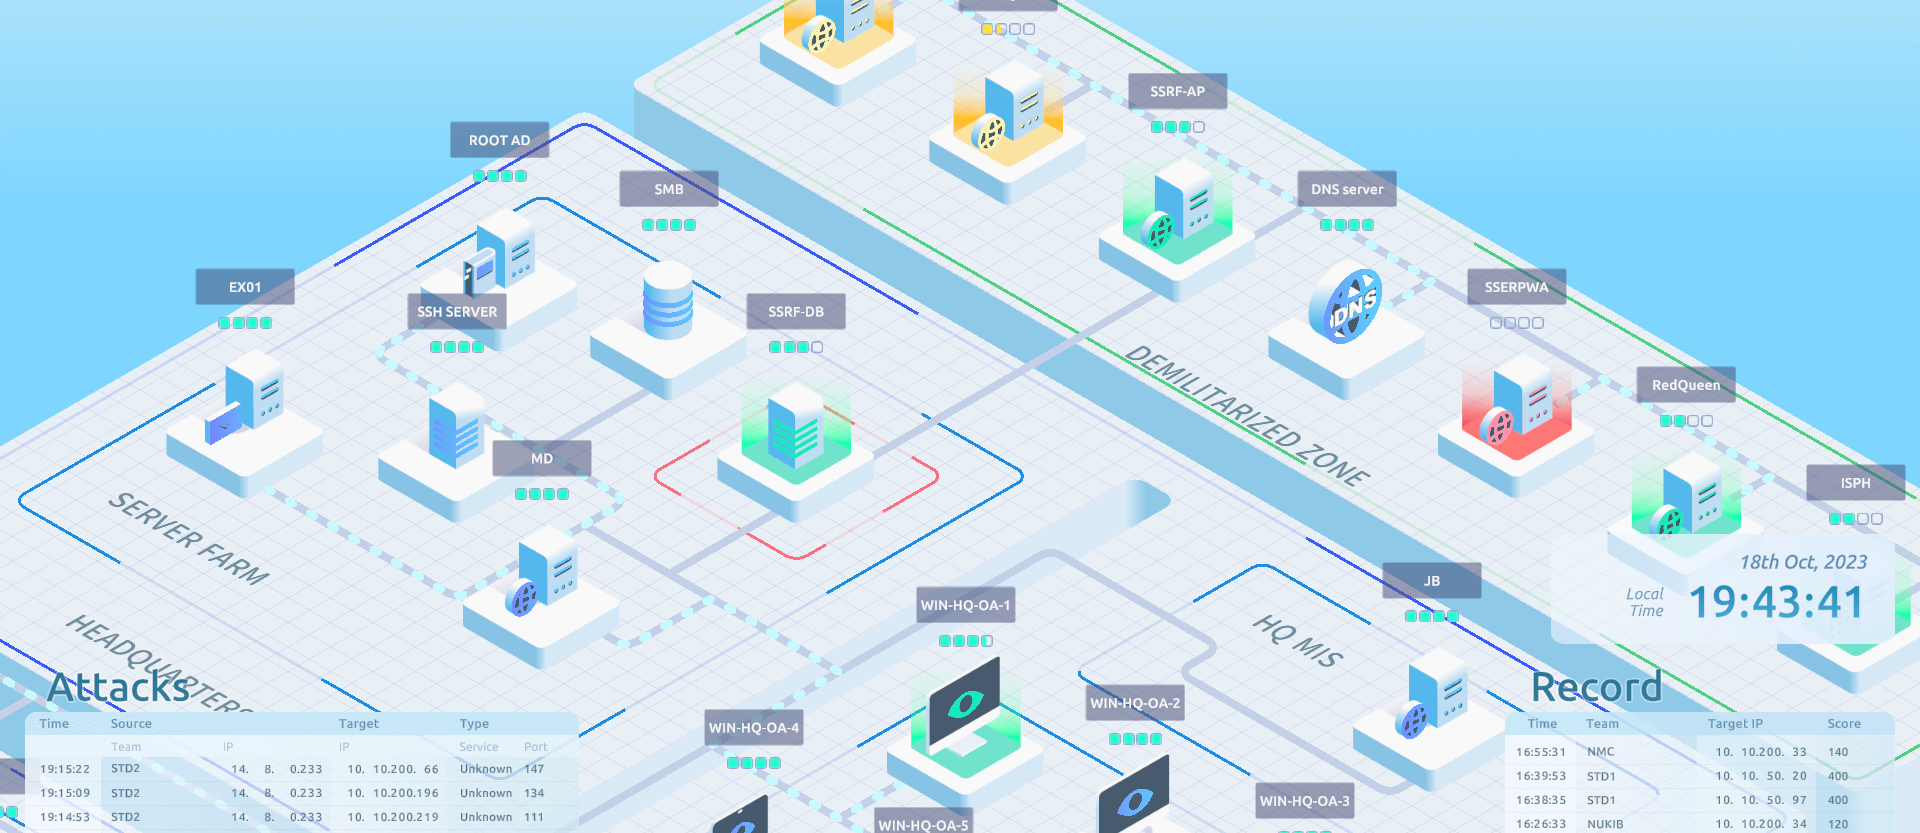 SSRF-AP
ROOT AD
SMB
DNS server
EX01
SSH SERVER
SSRF-DB
SSERPWA
DNS
DEMILITARIZED ZONE
RedQueen
MD
ISPH
SERVER FARM
18th Oct, 2023
Local
Time
19:43:41
JB
WIN-HQ-OA-1
HQ MIS
HEADQUARTERS
WIN-HQ-OA-2
WIN-HQ-OA-4
WIN-HQ-OA-3
WIN-HQ-OA-5
Attacks
Time Source Target Type
Team IP IP Service Port
19:15:22 STD2 14. 8. 0.233 10. 10.200. 66 Unknown 147
19:15:09 STD2 14. 8. 0.233 10. 10.200.196 Unknown 134
19:14:53 STD2 14. 8. 0.233 10. 10.200.219 Unknown 111
Record
Time Team Target IP Score
16:55:31 NMC 10. 10.200. 33 140
16:39:53 STD1 10. 10. 50. 20 400
16:38:35 STD1 10. 10. 50. 97 400
16:26:33 NUKIB 10. 10.200. 34 120